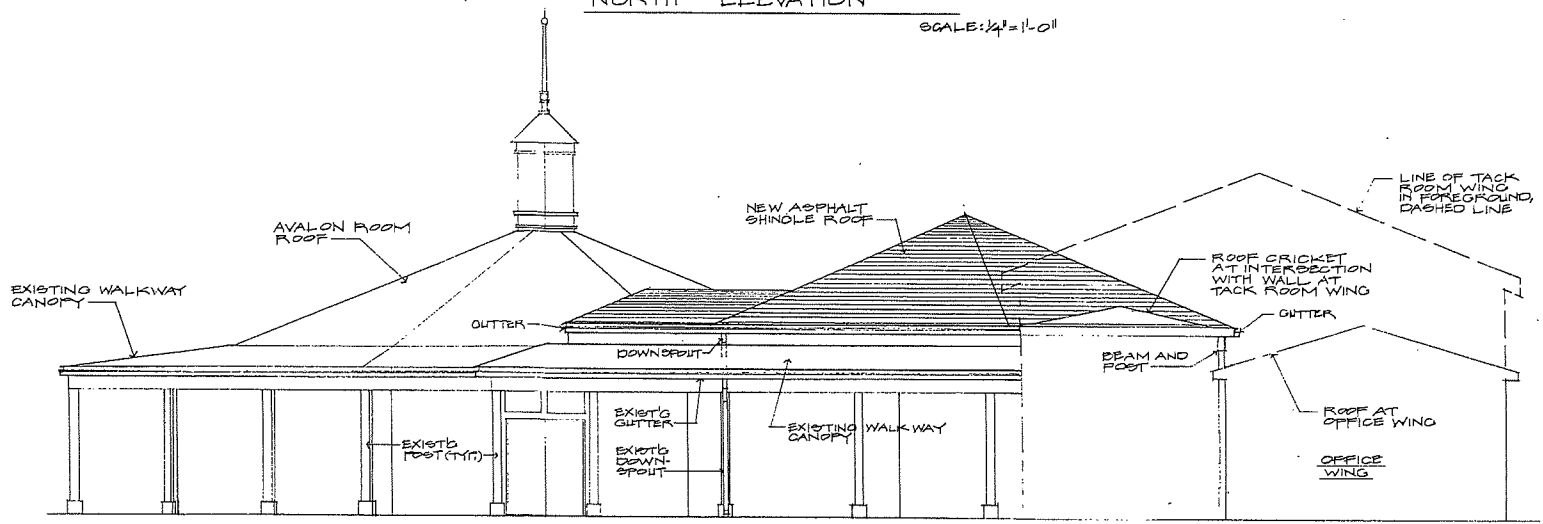 NORTH ELEVATION
SCALE: 1/4" = 1'-0"
LINE OF TACK
ROOM WING
IN FOREGROUND,
DASHED LINE
NEW ASPHALT
SHINGLE ROOF
AVALON ROOM
ROOF
ROOF CRICKET
AT INTERSECTION
WITH WALL AT
TACK ROOM WING
EXISTING WALKWAY
CANOPY
GUTTER
GUTTER
DOWNSPOUT
BEAM AND
POST
EXIST'G
GUTTER
EXISTING WALKWAY
CANOPY
ROOF AT
OFFICE WING
EXIST'G
POST (TYP.)
EXIST'G
DOWN-
SPOUT
OFFICE
WING